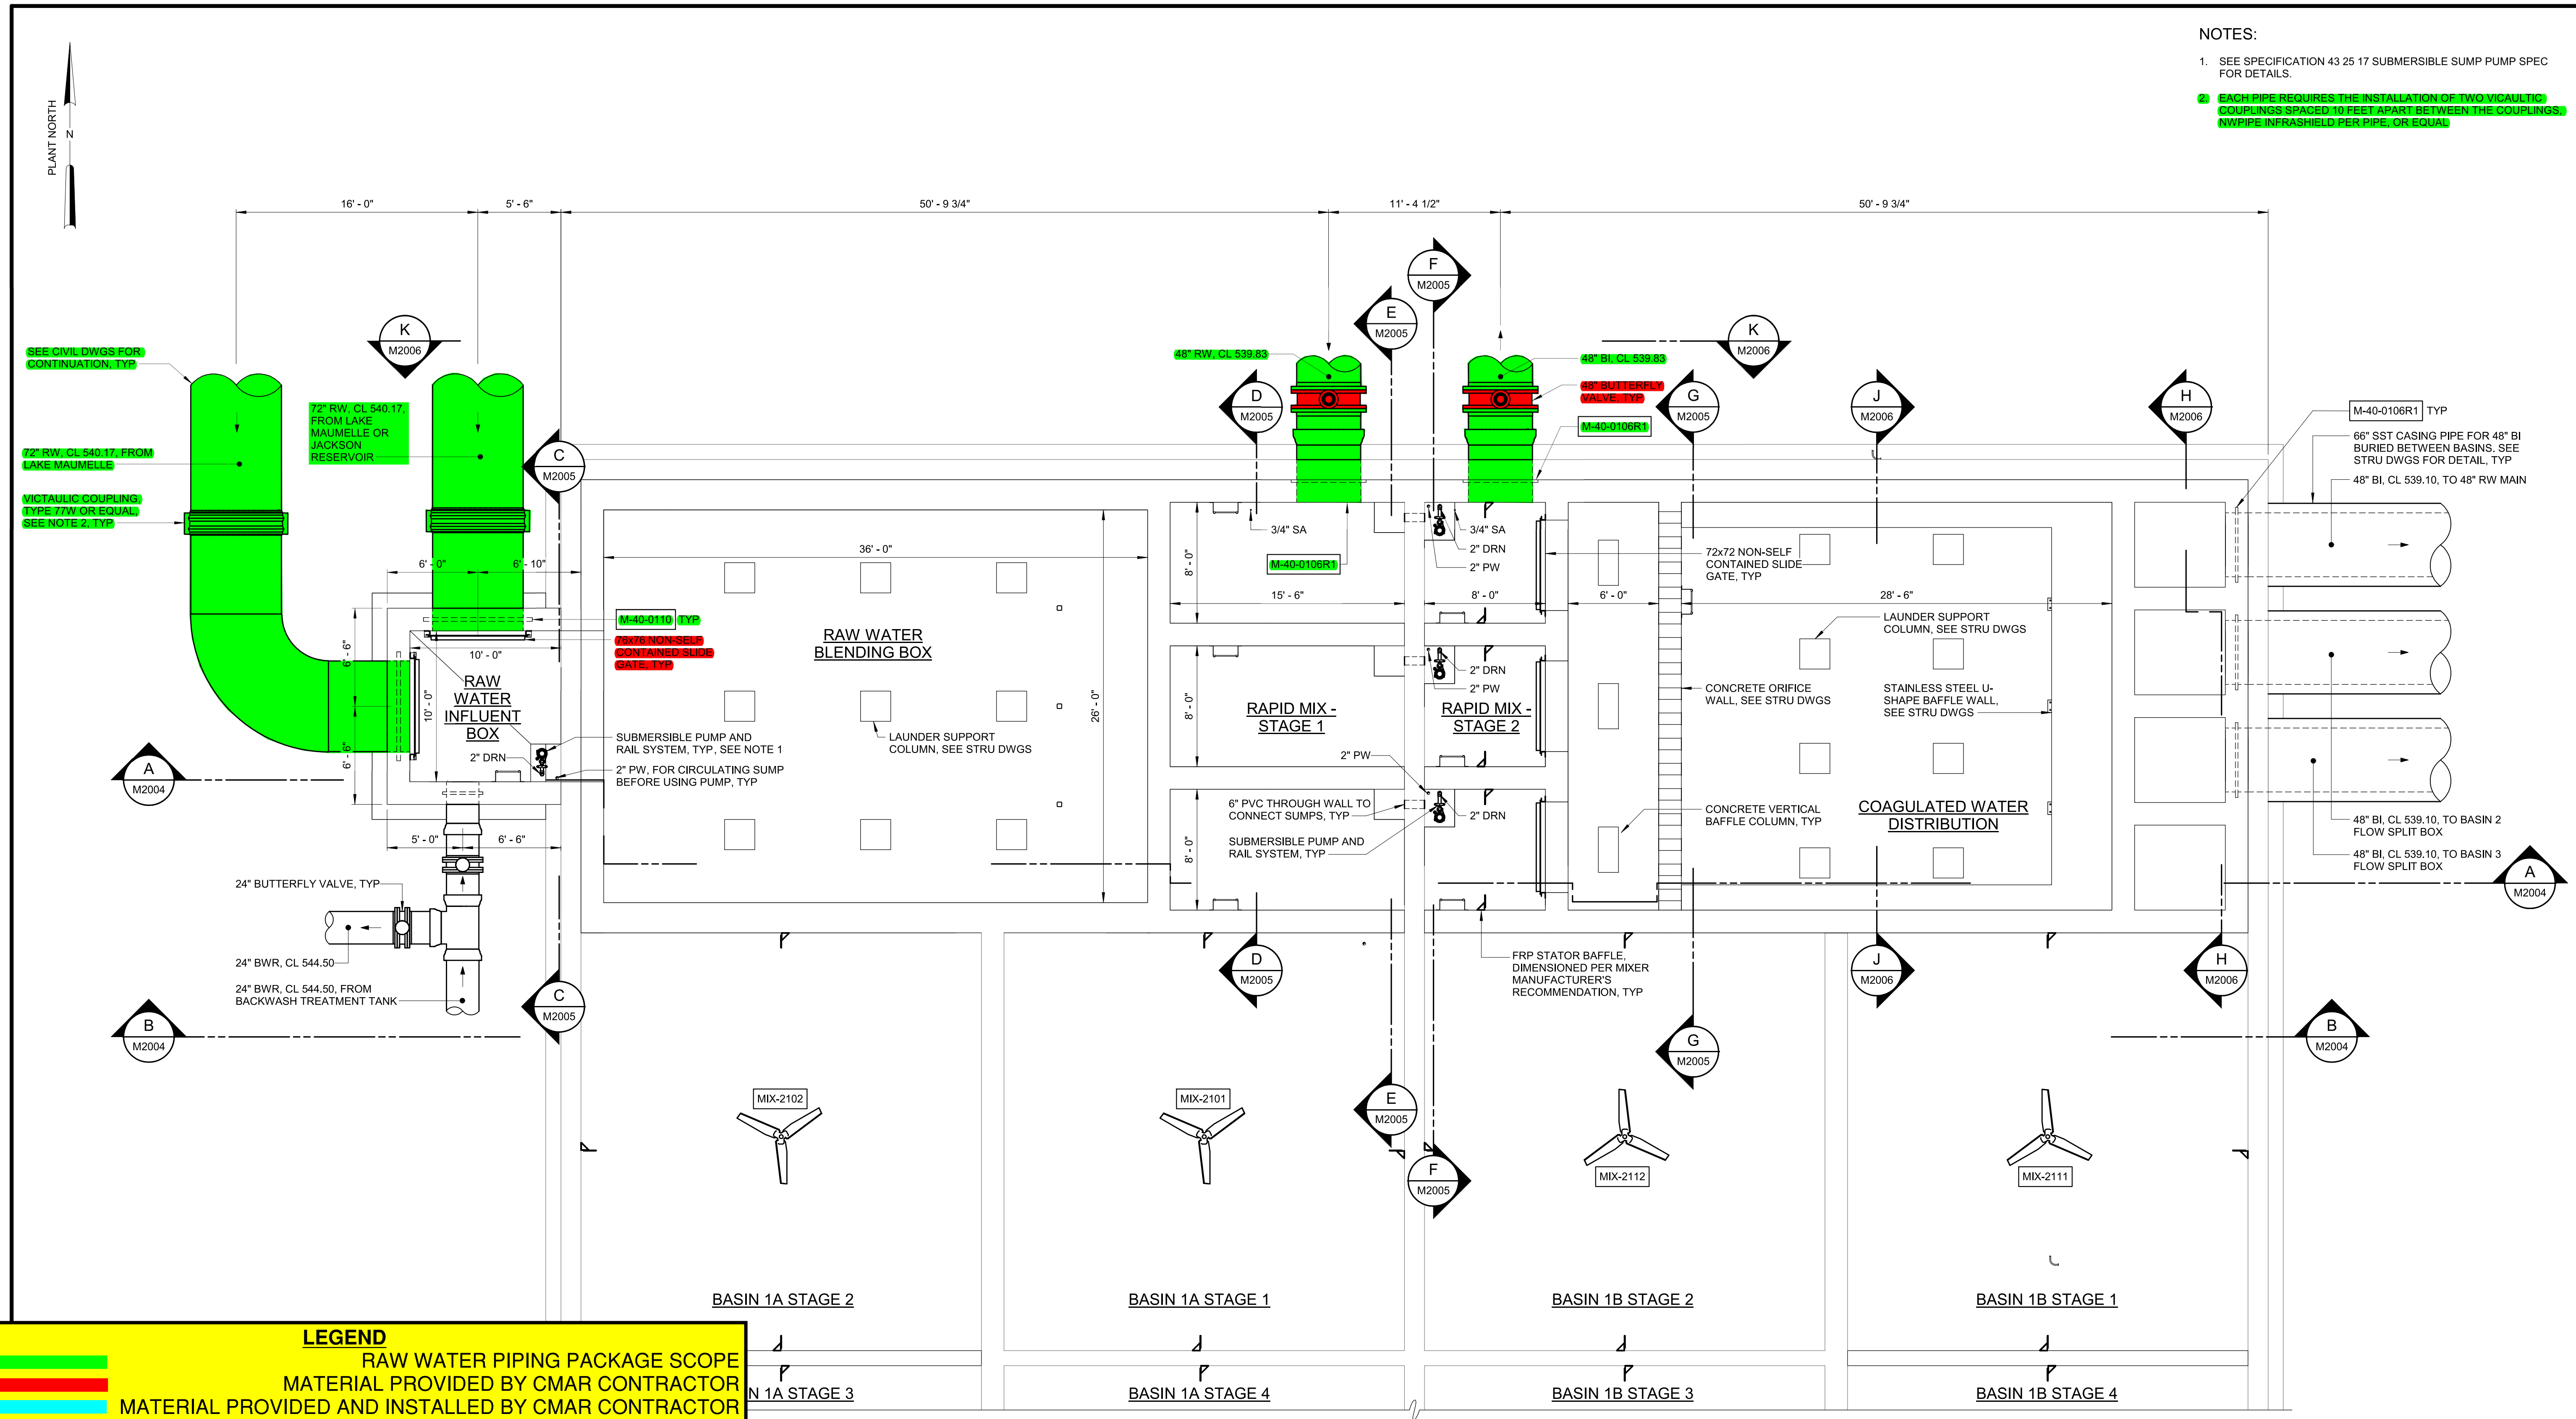 NOTES:
1. SEE SPECIFICATION 43 25 17 SUBMERSIBLE SUMP PUMP SPEC
FOR DETAILS.
2. EACH PIPE REQUIRES THE INSTALLATION OF TWO VICAULTIC
COUPLINGS SPACED 10 FEET APART BETWEEN THE COUPLINGS,
NWPIPE INFRASHIELD PER PIPE, OR EQUAL
PLANT NORTH
N
16' - 0"
5' - 6"
50' - 9 3/4"
11' - 4 1/2"
50' - 9 3/4"
F
M2005
E
M2005
K
M2006
K
M2006
SEE CIVIL DWGS FOR
CONTINUATION, TYP
48" RW, CL 539.83
48" BI, CL 539.83
48" BUTTERFLY
VALVE, TYP
D
M2005
G
M2005
J
M2006
H
M2006
M-40-0106R1
M-40-0106R1 TYP
72" RW, CL 540.17,
FROM LAKE
MAUMELLE OR
JACKSON
RESERVOIR
72" RW, CL 540.17, FROM
LAKE MAUMELLE
C
M2005
66" SST CASING PIPE FOR 48" BI
BURIED BETWEEN BASINS. SEE
STRU DWGS FOR DETAIL, TYP
48" BI, CL 539.10, TO 48" RW MAIN
VICTAULIC COUPLING,
TYPE 77W OR EQUAL,
SEE NOTE 2, TYP
3/4" SA
3/4" SA
2" DRN
2" PW
36' - 0"
8' - 0"
M-40-0106R1
72x72 NON-SELF
CONTAINED SLIDE
GATE, TYP
6' - 0"
6' - 10"
15' - 6"
8' - 0"
6' - 0"
28' - 6"
M-40-0110 TYP
76x76 NON-SELF
CONTAINED SLIDE
GATE, TYP
RAW WATER
BLENDING BOX
LAUNDER SUPPORT
COLUMN, SEE STRU DWGS
6' - 6"
10' - 0"
10' - 0"
6' - 6"
RAW
WATER
INFLUENT
BOX
26' - 0"
8' - 0"
2" DRN
2" PW
RAPID MIX -
STAGE 1
RAPID MIX -
STAGE 2
CONCRETE ORIFICE
WALL, SEE STRU DWGS
STAINLESS STEEL U-
SHAPE BAFFLE WALL,
SEE STRU DWGS
SUBMERSIBLE PUMP AND
RAIL SYSTEM, TYP, SEE NOTE 1
LAUNDER SUPPORT
COLUMN, SEE STRU DWGS
2" DRN
2" PW, FOR CIRCULATING SUMP
BEFORE USING PUMP, TYP
2" PW
A
M2004
6" PVC THROUGH WALL TO
CONNECT SUMPS, TYP
2" DRN
CONCRETE VERTICAL
BAFFLE COLUMN, TYP
COAGULATED WATER
DISTRIBUTION
48" BI, CL 539.10, TO BASIN 2
FLOW SPLIT BOX
5' - 0"
6' - 6"
SUBMERSIBLE PUMP AND
RAIL SYSTEM, TYP
8' - 0"
48" BI, CL 539.10, TO BASIN 3
FLOW SPLIT BOX
A
M2004
24" BUTTERFLY VALVE, TYP
24" BWR, CL 544.50
24" BWR, CL 544.50, FROM
BACKWASH TREATMENT TANK
D
M2005
FRP STATOR BAFFLE,
DIMENSIONED PER MIXER
MANUFACTURER'S
RECOMMENDATION, TYP
J
M2006
H
M2006
C
M2005
B
M2004
G
M2005
B
M2004
MIX-2102
MIX-2101
E
M2005
F
M2005
MIX-2112
MIX-2111
BASIN 1A STAGE 2
BASIN 1A STAGE 1
BASIN 1B STAGE 2
BASIN 1B STAGE 1
LEGEND
RAW WATER PIPING PACKAGE SCOPE
MATERIAL PROVIDED BY CMAR CONTRACTOR
MATERIAL PROVIDED AND INSTALLED BY CMAR CONTRACTOR
N 1A STAGE 3
BASIN 1A STAGE 4
BASIN 1B STAGE 3
BASIN 1B STAGE 4